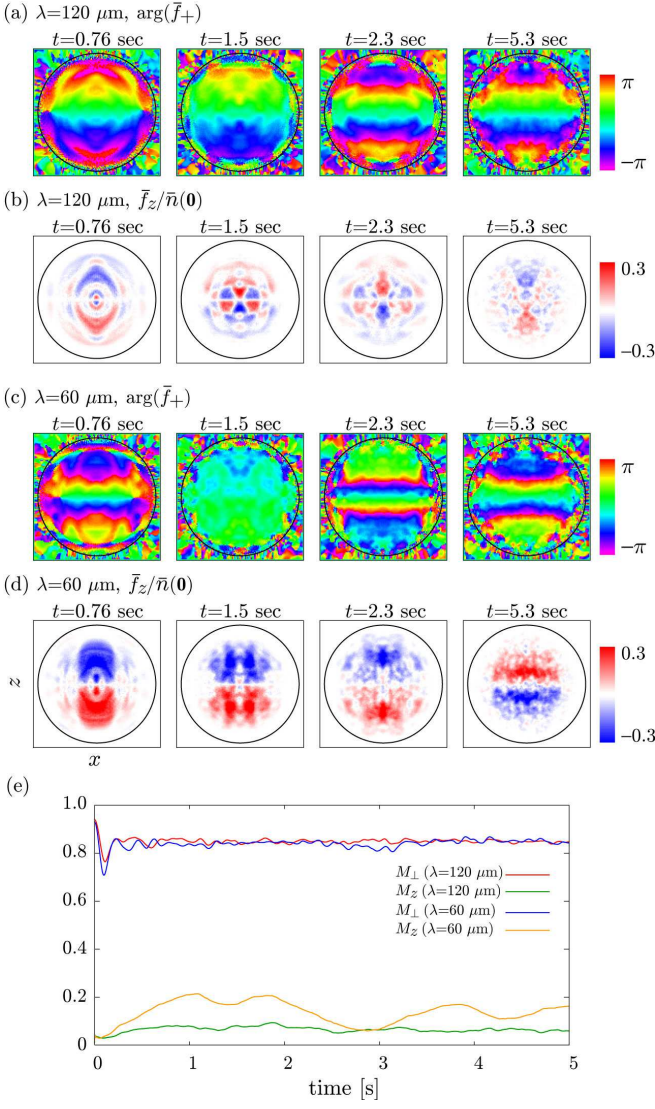 (a) λ=120 μm, arg(f̄₊)
t=0.76 sec t=1.5 sec t=2.3 sec t=5.3 sec
π
−π
(b) λ=120 μm, f̄z/n̄(0)
t=0.76 sec t=1.5 sec t=2.3 sec t=5.3 sec
0.3
−0.3
(c) λ=60 μm, arg(f̄₊)
t=0.76 sec t=1.5 sec t=2.3 sec t=5.3 sec
π
−π
(d) λ=60 μm, f̄z/n̄(0)
t=0.76 sec t=1.5 sec t=2.3 sec t=5.3 sec
0.3
−0.3
z
x
(e)
1.0
0.8
0.6
0.4
0.2
0
M⊥ (λ=120 μm)
Mz (λ=120 μm)
M⊥ (λ=60 μm)
Mz (λ=60 μm)
0 1 2 3 4 5
time [s]